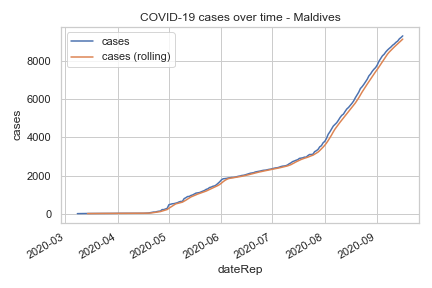 COVID-19 cases over time - Maldives
cases
cases (rolling)
8000
6000
4000
2000
0
cases
2020-03
2020-04
2020-05
2020-06
2020-07
2020-08
2020-09
dateRep